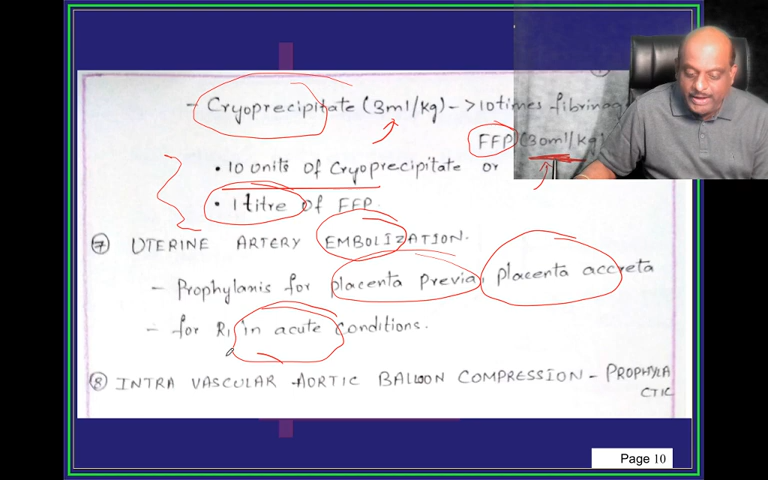 - Cryoprecipitate (3ml/kg) -> 10 times fibrinog
FFP (30ml/kg)
• 10 units of Cryoprecipitate or
• 1 litre of FFP.
⑦ UTERINE ARTERY EMBOLIZATION.
- Prophylanis for placenta Previa, placenta accreta
- for Rx in acute Conditions.
⑧ INTRA VASCULAR AORTIC BALLOON COMPRESSION - PROPHYLA
CTIC
Page 10